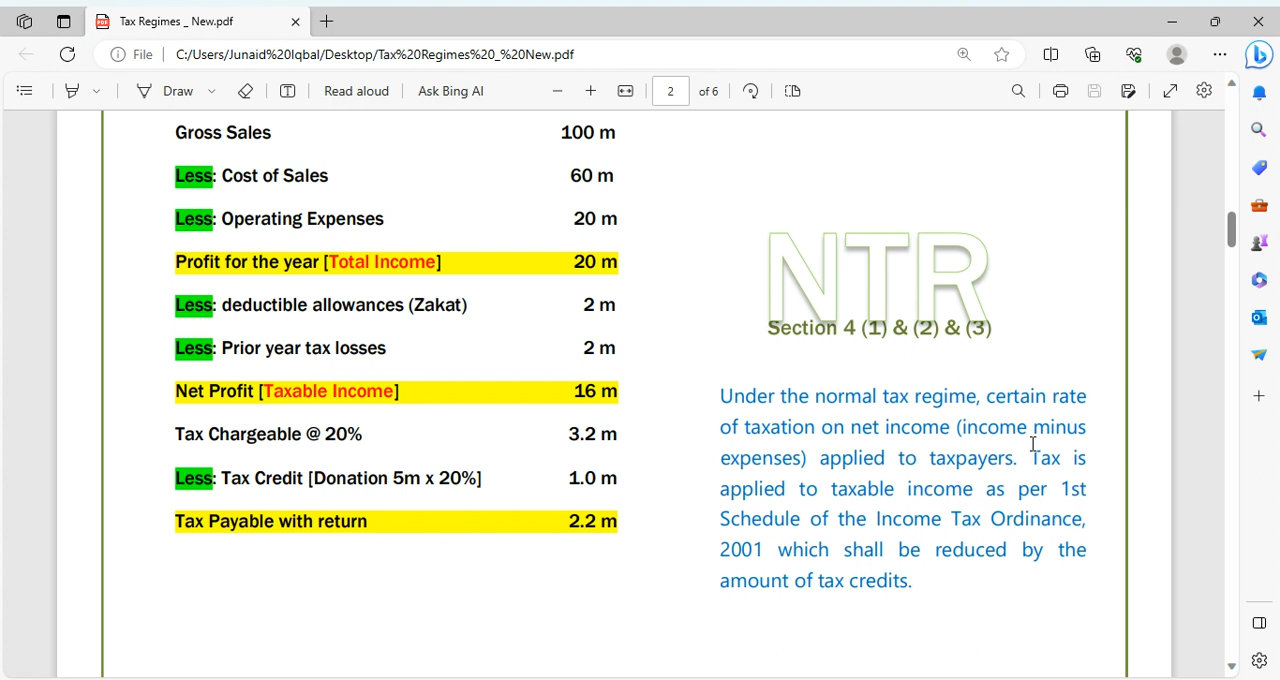 Tax Regimes _ New.pdf
File
C:/Users/Junaid%20Iqbal/Desktop/Tax%20Regimes%20_%20New.pdf
Draw
Read aloud
Ask Bing AI
2
of 6
Gross Sales 100 m
Less: Cost of Sales 60 m
Less: Operating Expenses 20 m
Profit for the year [Total Income] 20 m
Less: deductible allowances (Zakat) 2 m
Less: Prior year tax losses 2 m
Net Profit [Taxable Income] 16 m
Tax Chargeable @ 20% 3.2 m
Less: Tax Credit [Donation 5m x 20%] 1.0 m
Tax Payable with return 2.2 m
NTR
Section 4 (1) & (2) & (3)
Under the normal tax regime, certain rate
of taxation on net income (income minus
expenses) applied to taxpayers. Tax is
applied to taxable income as per 1st
Schedule of the Income Tax Ordinance,
2001 which shall be reduced by the
amount of tax credits.